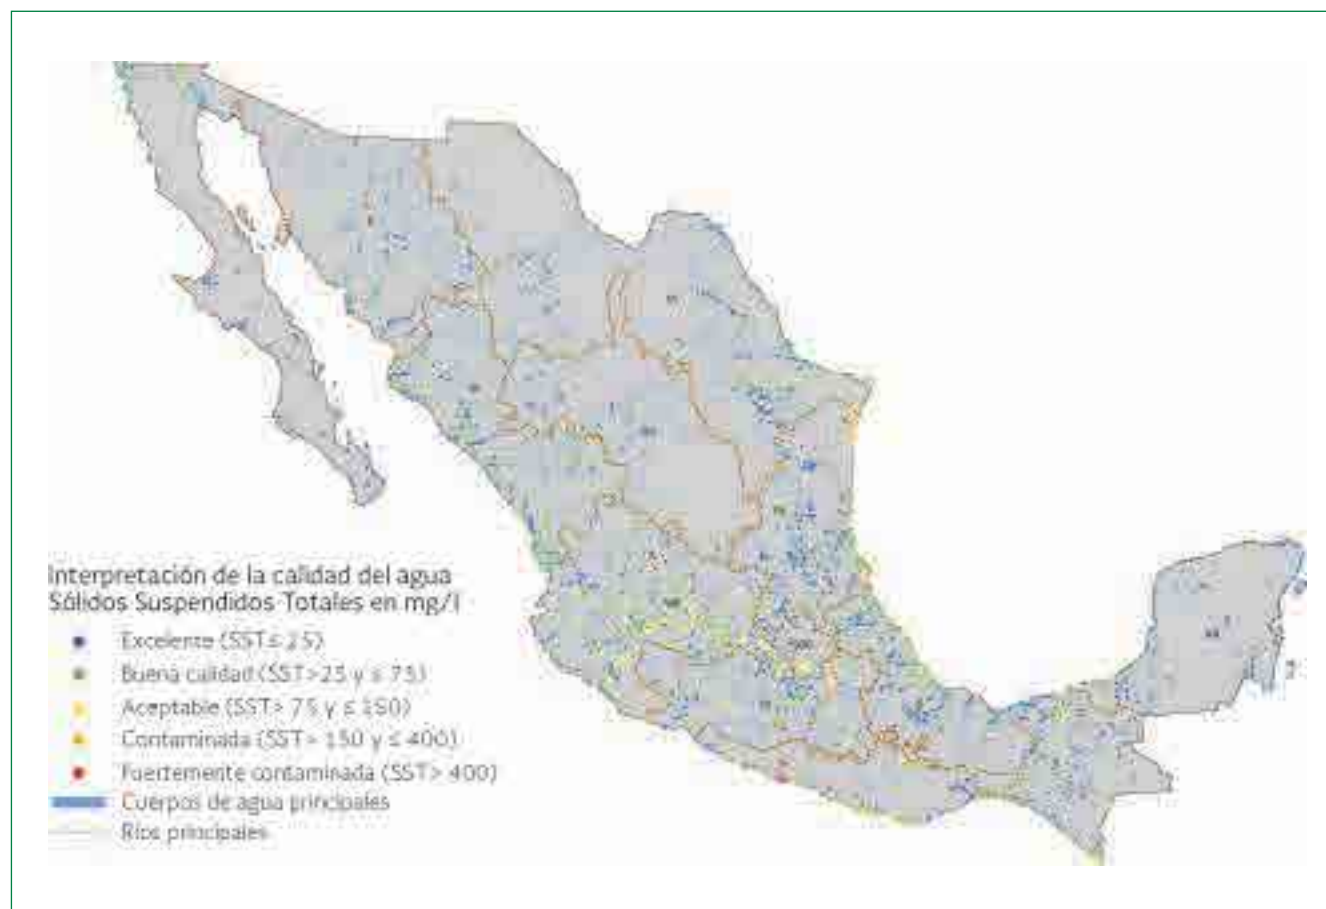 Interpretación de la calidad del agua
Sólidos Suspendidos Totales en mg/l
Excelente (SST≤ 25)
Buena calidad (SST>25 y ≤ 75)
Aceptable (SST> 75 y ≤ 150)
Contaminada (SST> 150 y ≤ 400)
Fuertemente contaminada (SST> 400)
Cuerpos de agua principales
Ríos principales